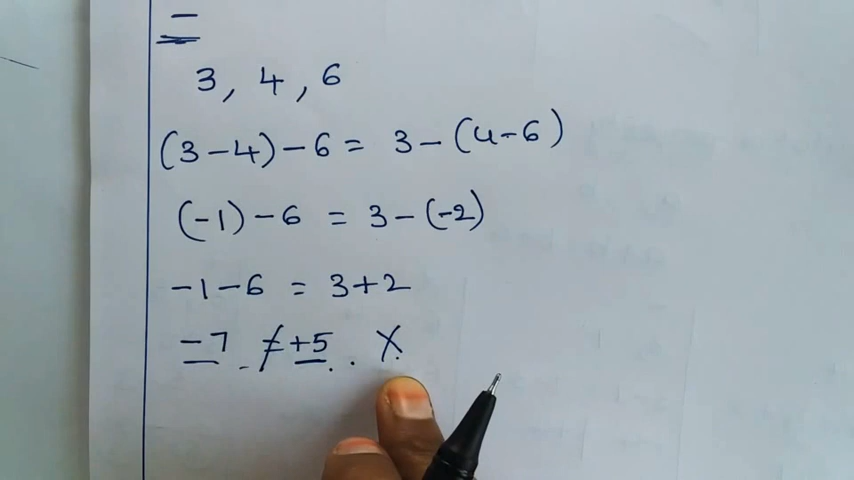 −
3, 4, 6
(3-4)-6 = 3-(4-6)
(-1)-6 = 3-(-2)
-1-6 = 3+2
-7 ≠ +5 X